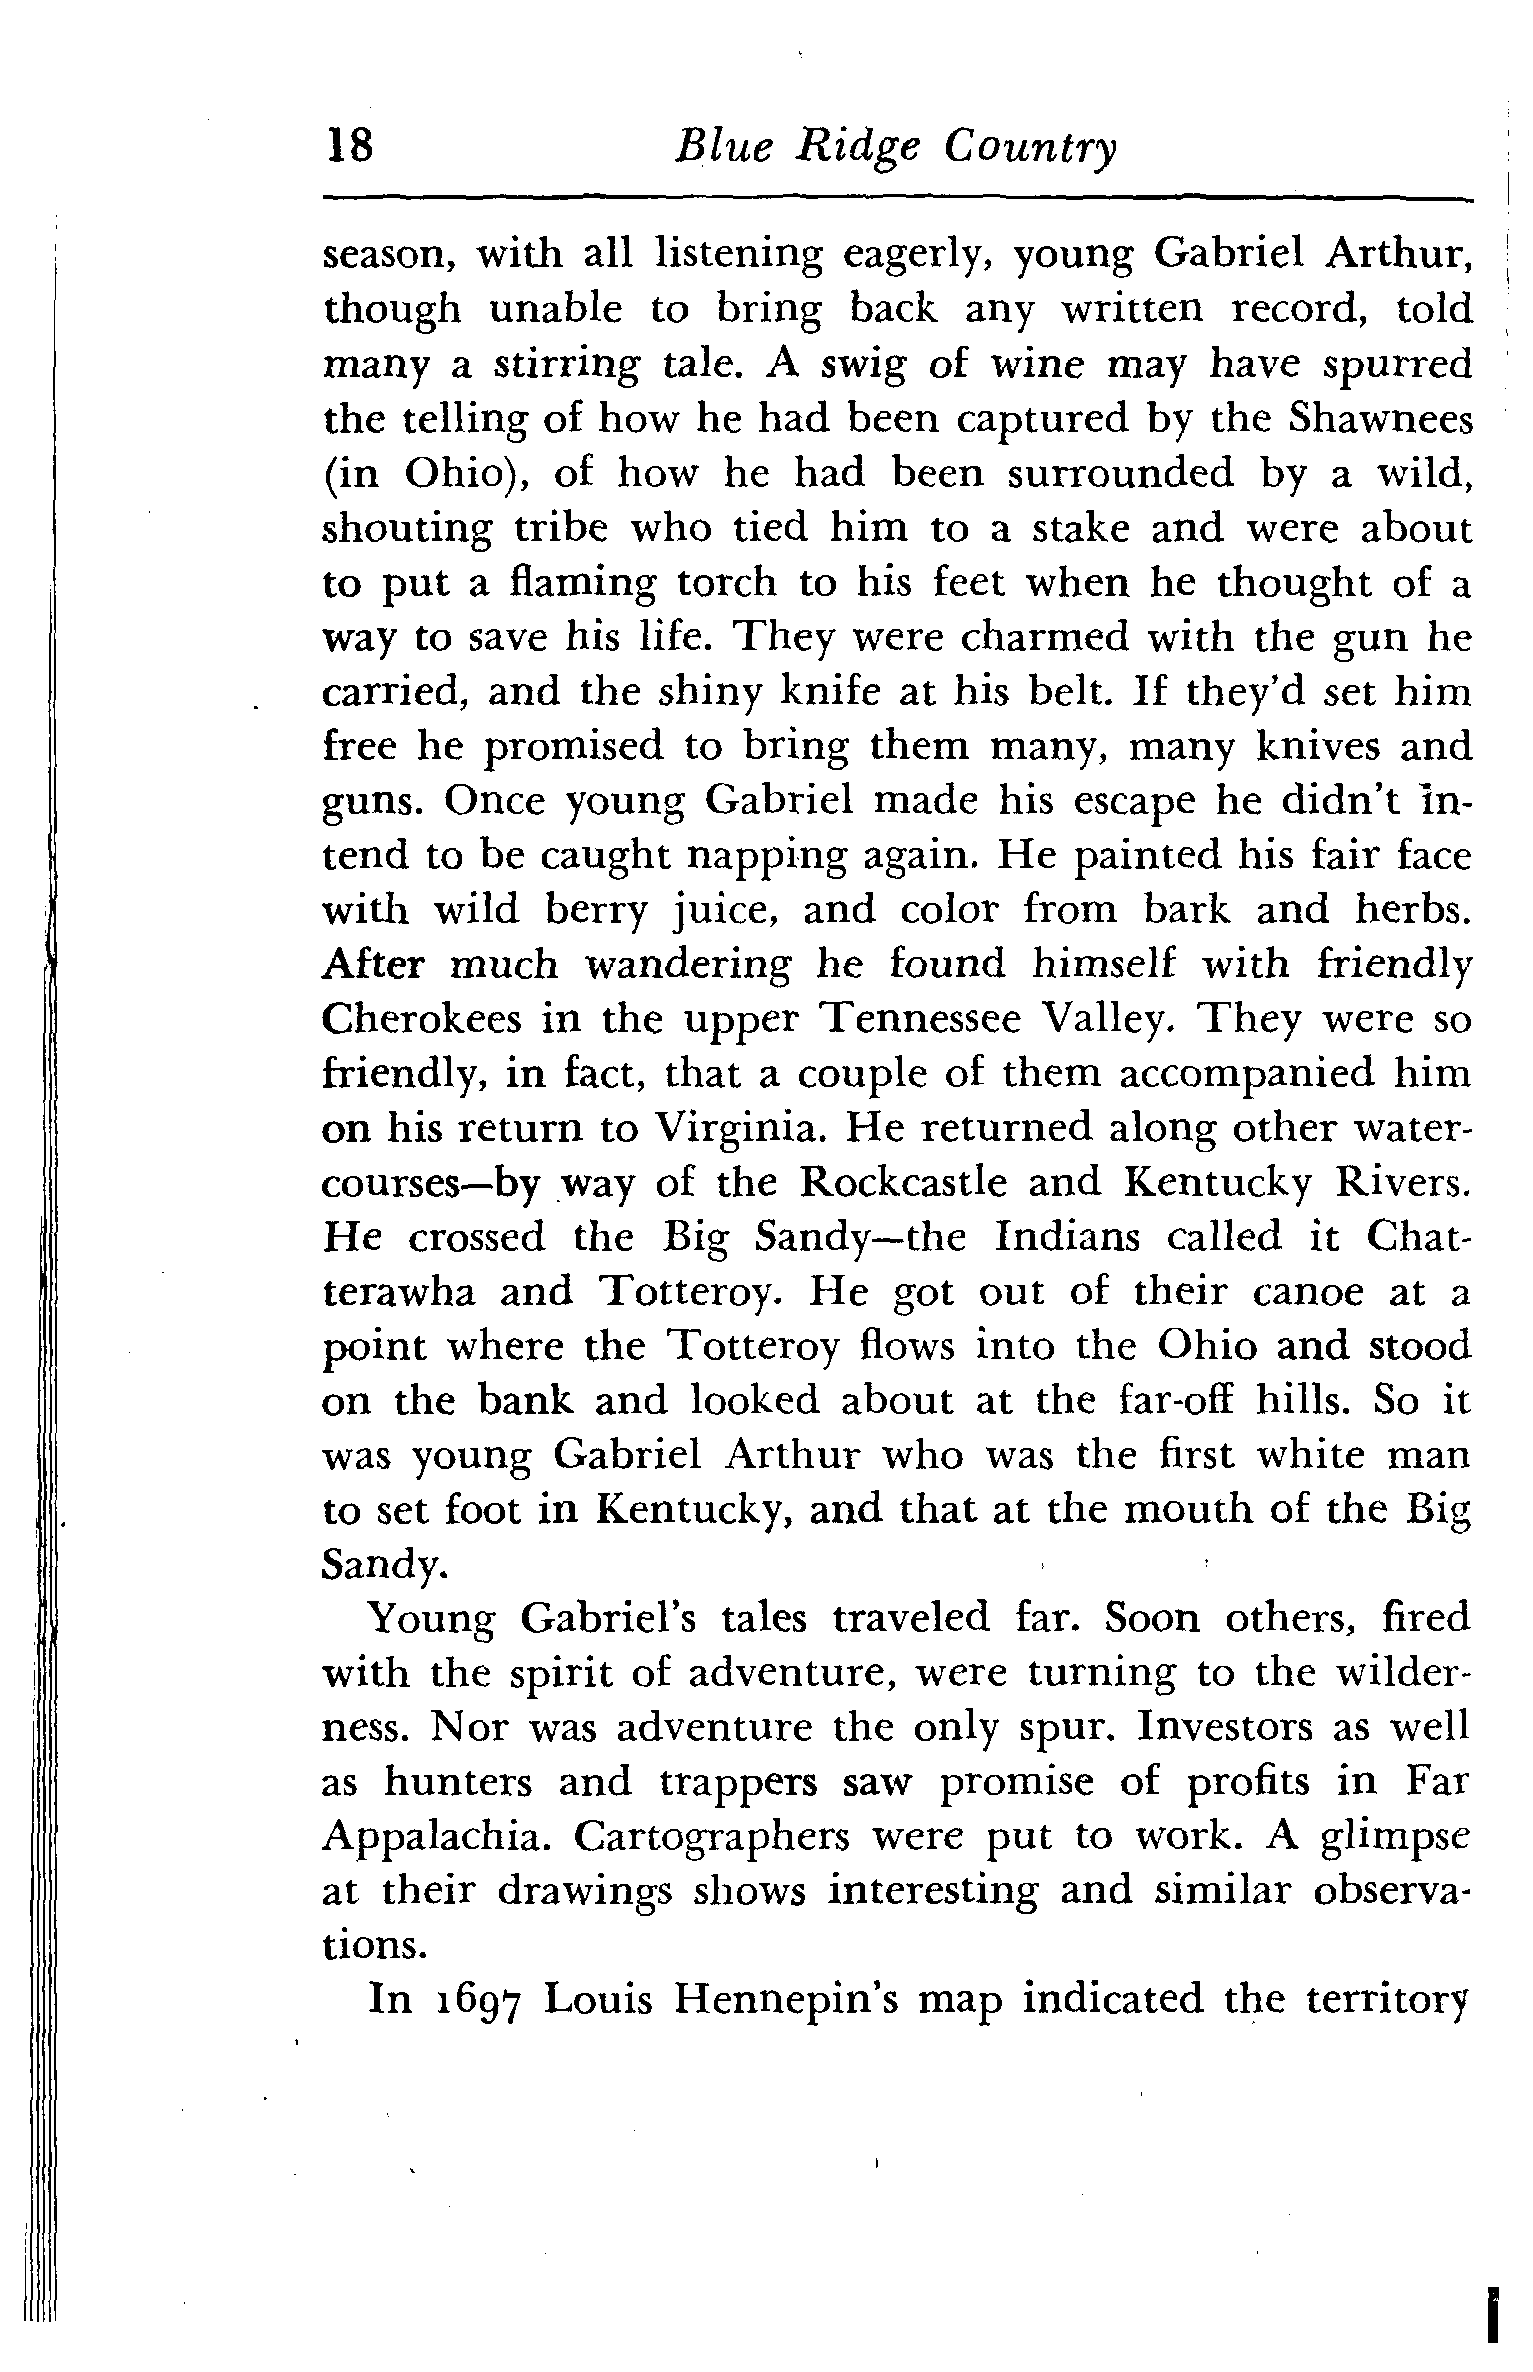 18 Blue Ridge Country
season, with all listening eagerly, young Gabriel Arthur,
though unable to bring back any written record, told
many a stirring tale. A swig of wine may have spurred
the telling of how he had been captured by the Shawnees
(in Ohio), of how he had been surrounded by a wild,
shouting tribe who tied him to a stake and were about
to put a flaming torch to his feet when he thought of a
way to save his life. They were charmed with the gun he
carried, and the shiny knife at his belt. If they'd set him
free he promised to bring them many, many knives and
guns. Once young Gabriel made his escape he didn't in-
tend to be caught napping again. He painted his fair face
with wild berry juice, and color from bark and herbs.
After much wandering he found himself with friendly
Cherokees in the upper Tennessee Valley. They were so
friendly, in fact, that a couple of them accompanied him
on his return to Virginia. He returned along other water-
courses—by way of the Rockcastle and Kentucky Rivers.
He crossed the Big Sandy—the Indians called it Chat-
terawha and Totteroy. He got out of their canoe at a
point where the Totteroy flows into the Ohio and stood
on the bank and looked about at the far-off hills. So it
was young Gabriel Arthur who was the first white man
to set foot in Kentucky, and that at the mouth of the Big
Sandy.
Young Gabriel's tales traveled far. Soon others, fired
with the spirit of adventure, were turning to the wilder-
ness. Nor was adventure the only spur. Investors as well
as hunters and trappers saw promise of profits in Far
Appalachia. Cartographers were put to work. A glimpse
at their drawings shows interesting and similar observa-
tions.
In 1697 Louis Hennepin's map indicated the territory